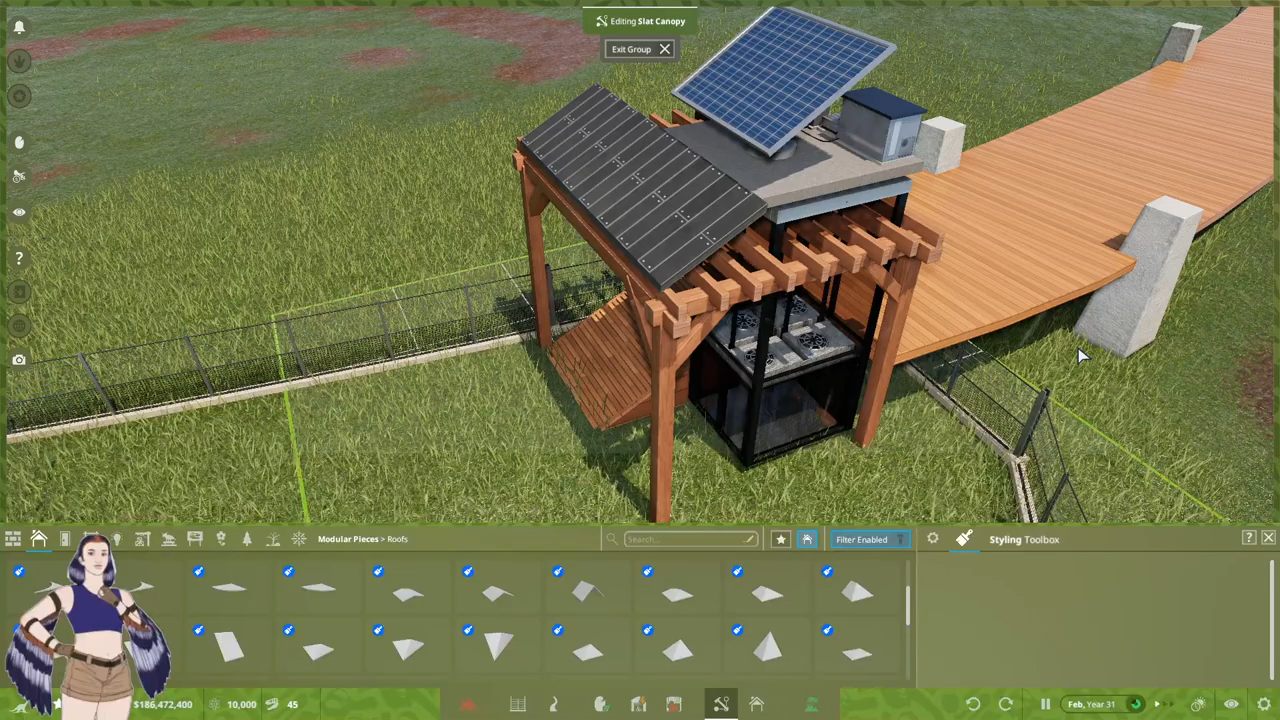 Editing Slat Canopy
Exit Group
?
Modular Pieces > Roofs
Search...
Filter Enabled
Styling Toolbox
?
$186,472,400
10,000
45
Feb, Year 31